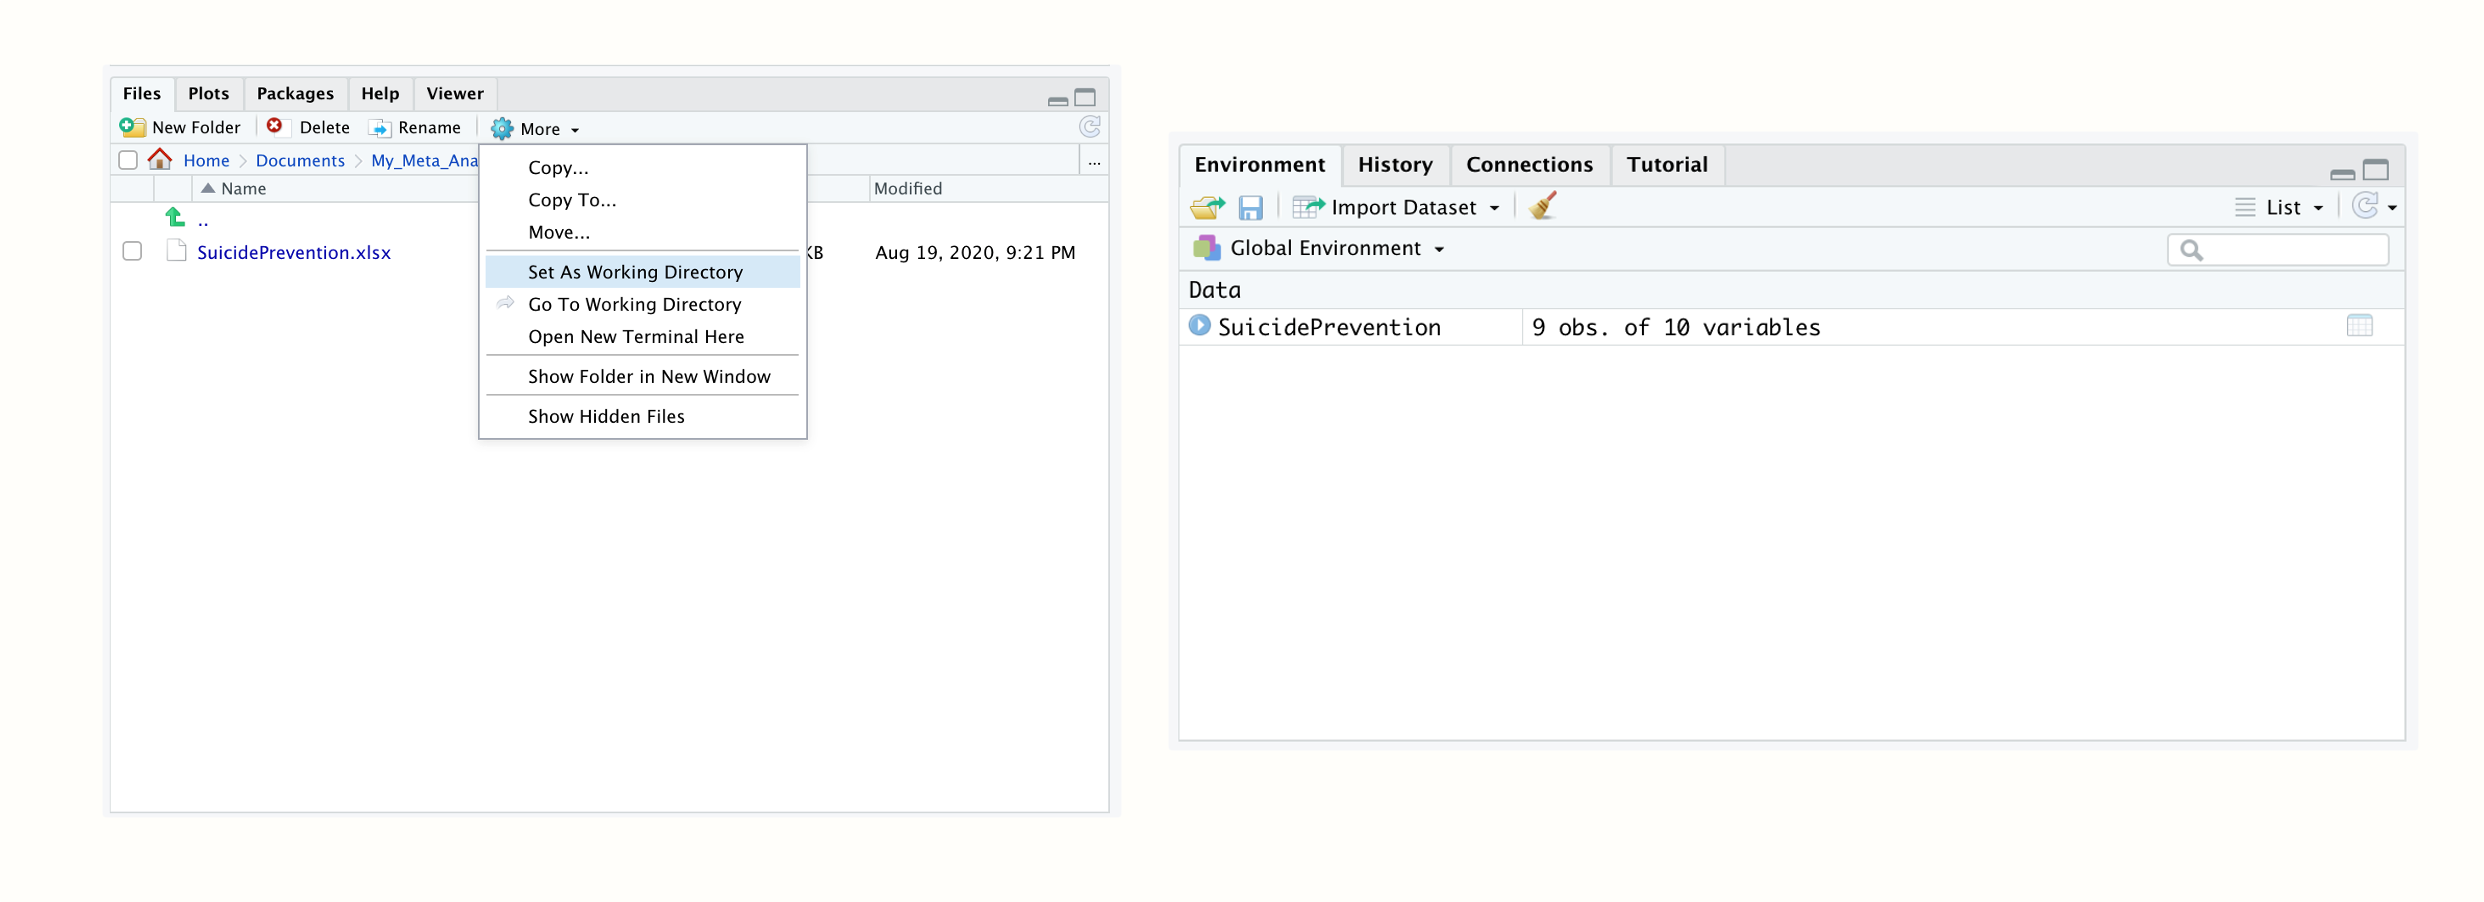 Files Plots Packages Help Viewer
New Folder Delete Rename More
Home Documents My_Meta_Ana ...
Name Modified
..
SuicidePrevention.xlsx KB Aug 19, 2020, 9:21 PM
Copy...
Copy To...
Move...
Set As Working Directory
Go To Working Directory
Open New Terminal Here
Show Folder in New Window
Show Hidden Files
Environment History Connections Tutorial
Import Dataset List
Global Environment
Data
SuicidePrevention 9 obs. of 10 variables